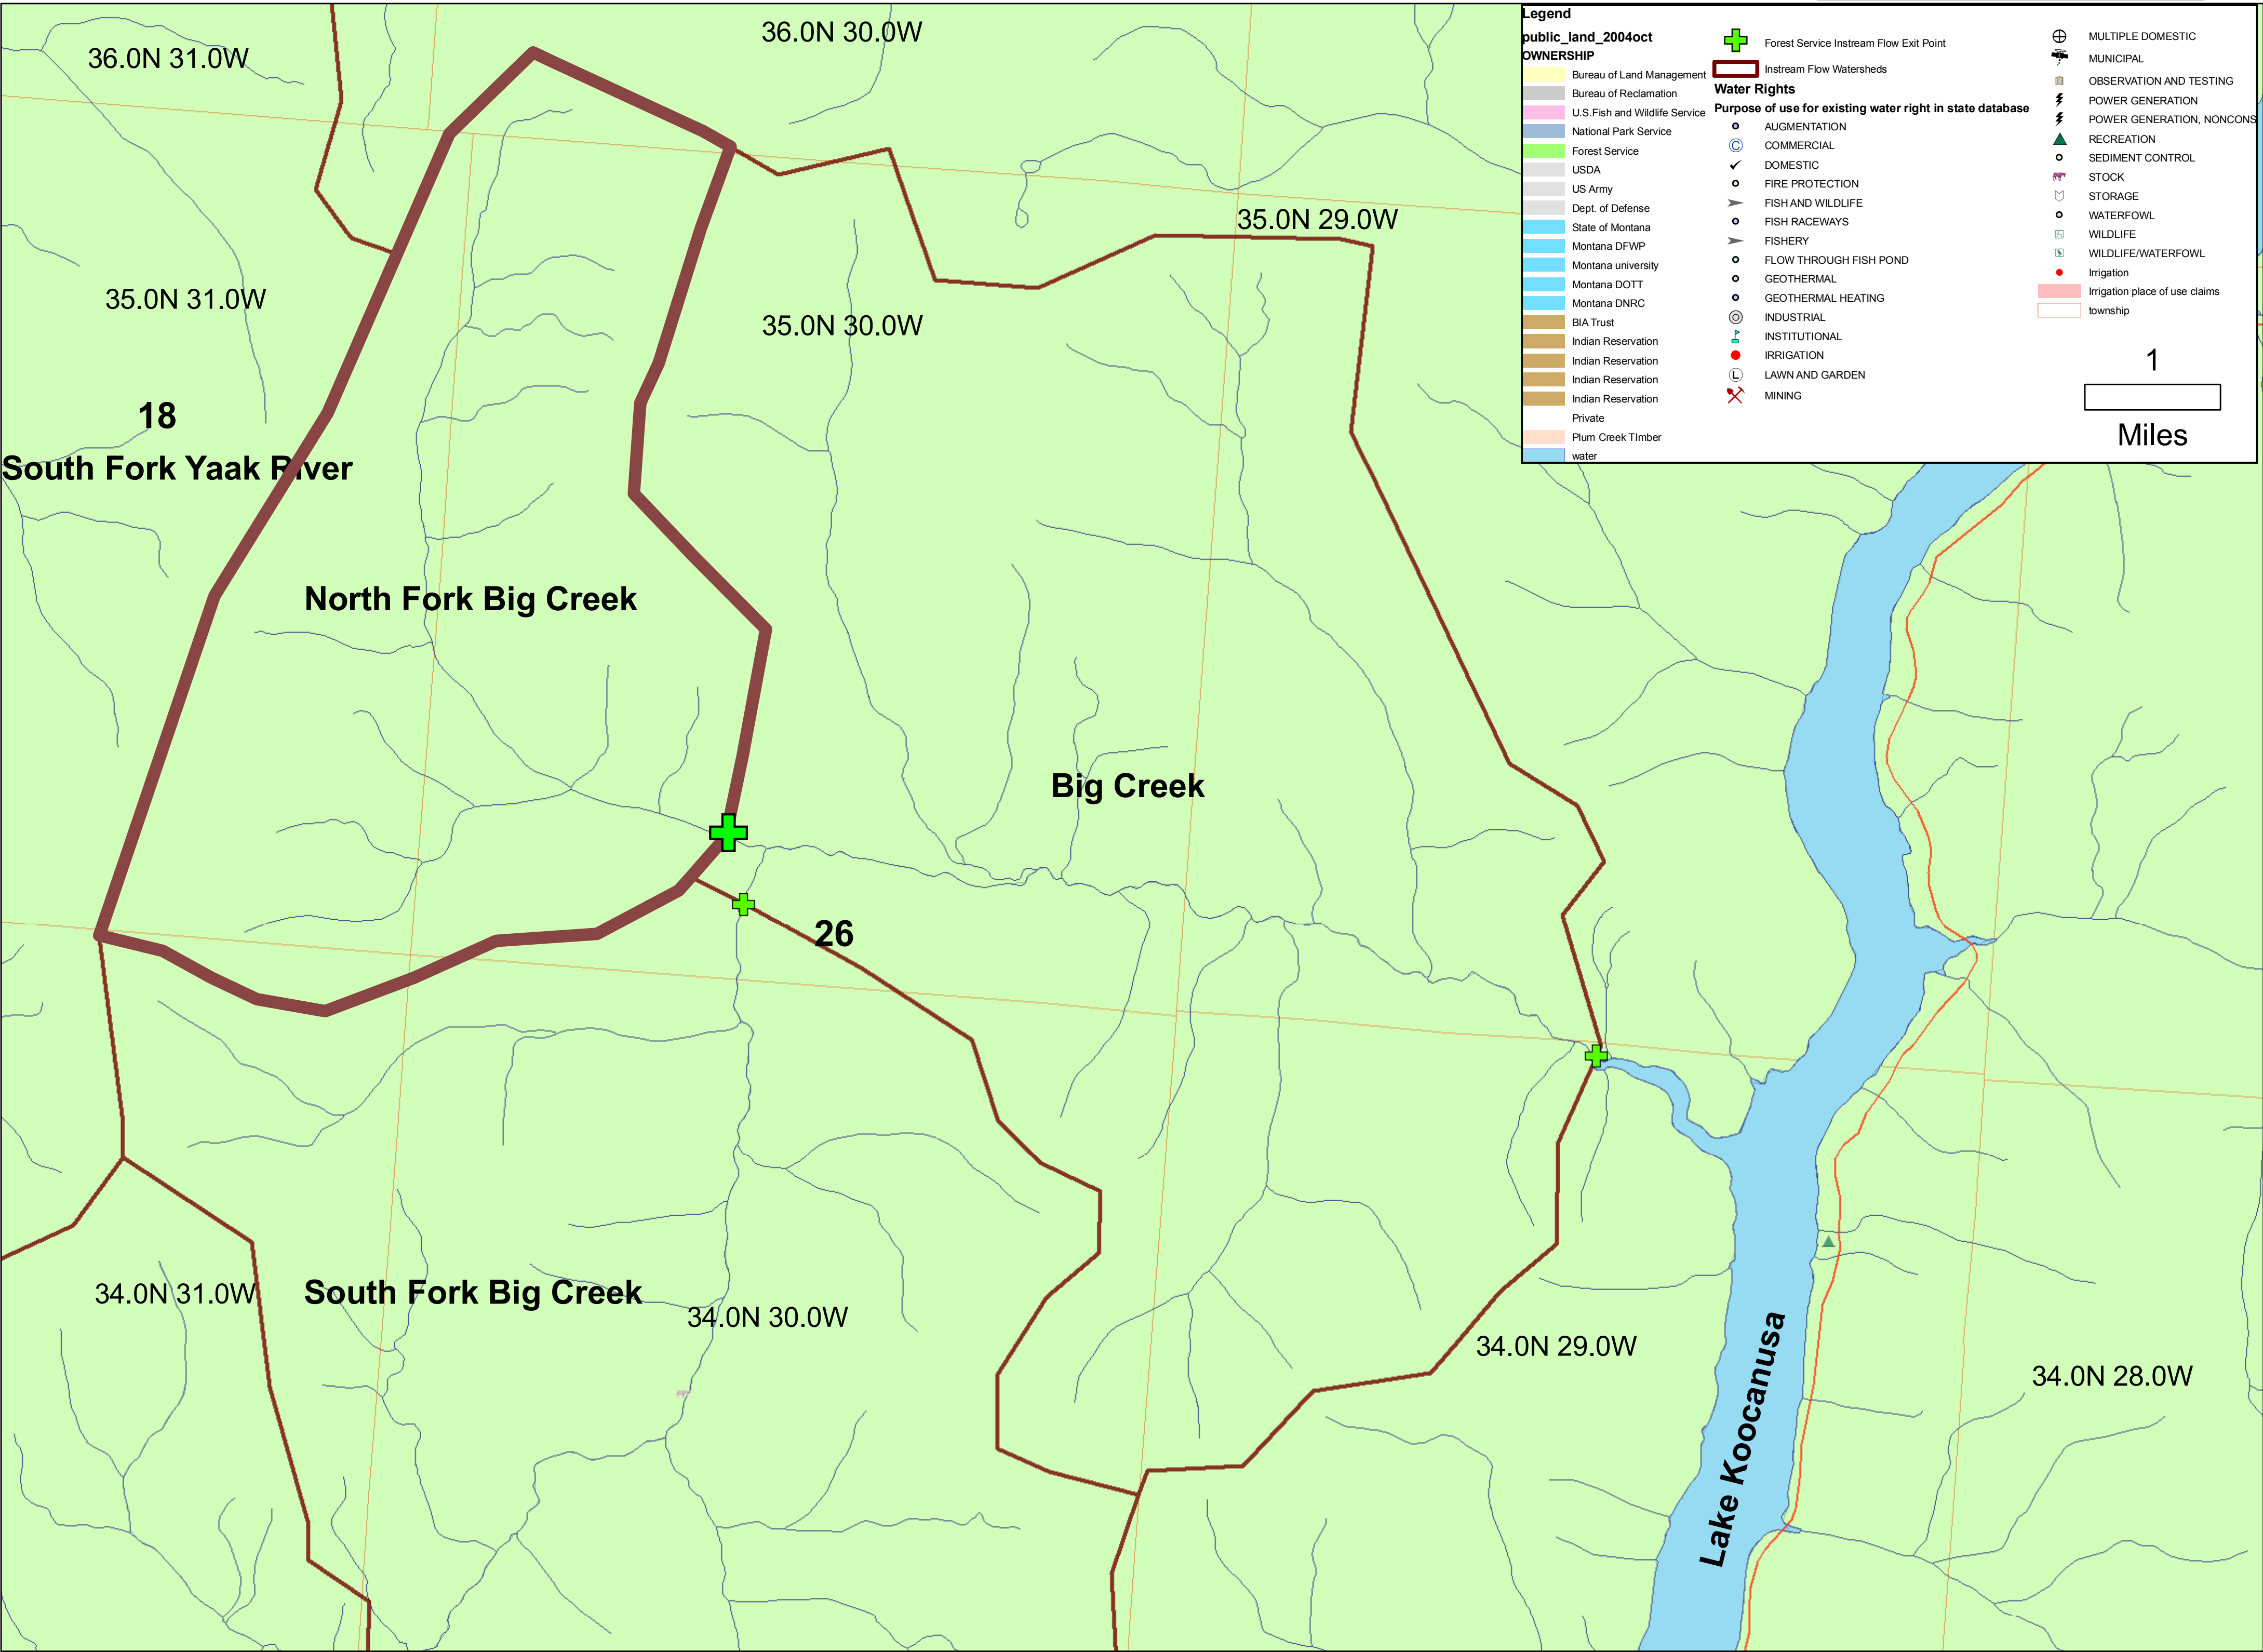 36.0N 31.0W
36.0N 30.0W
35.0N 29.0W
35.0N 31.0W
35.0N 30.0W
18
South Fork Yaak River
North Fork Big Creek
Big Creek
26
34.0N 31.0W
South Fork Big Creek
34.0N 30.0W
34.0N 29.0W
34.0N 28.0W
Lake Koocanusa
Legend
public_land_2004oct
OWNERSHIP
Bureau of Land Management
Bureau of Reclamation
U.S.Fish and Wildlife Service
National Park Service
Forest Service
USDA
US Army
Dept. of Defense
State of Montana
Montana DFWP
Montana university
Montana DOTT
Montana DNRC
BIA Trust
Indian Reservation
Indian Reservation
Indian Reservation
Indian Reservation
Private
Plum Creek TImber
water
Forest Service Instream Flow Exit Point
Instream Flow Watersheds
Water Rights
Purpose of use for existing water right in state database
AUGMENTATION
C COMMERCIAL
DOMESTIC
FIRE PROTECTION
FISH AND WILDLIFE
FISH RACEWAYS
FISHERY
FLOW THROUGH FISH POND
GEOTHERMAL
GEOTHERMAL HEATING
INDUSTRIAL
INSTITUTIONAL
IRRIGATION
L LAWN AND GARDEN
MINING
MULTIPLE DOMESTIC
MUNICIPAL
OBSERVATION AND TESTING
POWER GENERATION
POWER GENERATION, NONCONS
RECREATION
SEDIMENT CONTROL
STOCK
STORAGE
WATERFOWL
WILDLIFE
WILDLIFE/WATERFOWL
Irrigation
Irrigation place of use claims
township
1
Miles